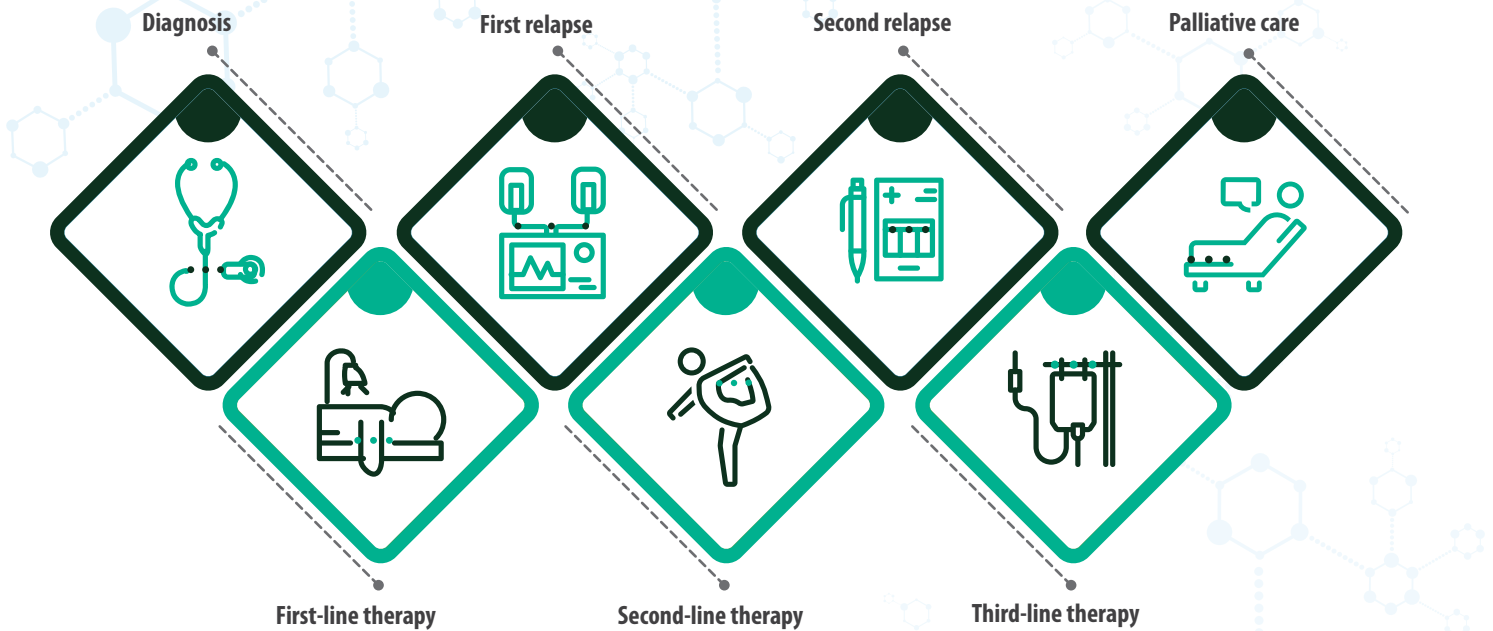 Diagnosis
First relapse
Second relapse
Palliative care
First-line therapy
Second-line therapy
Third-line therapy